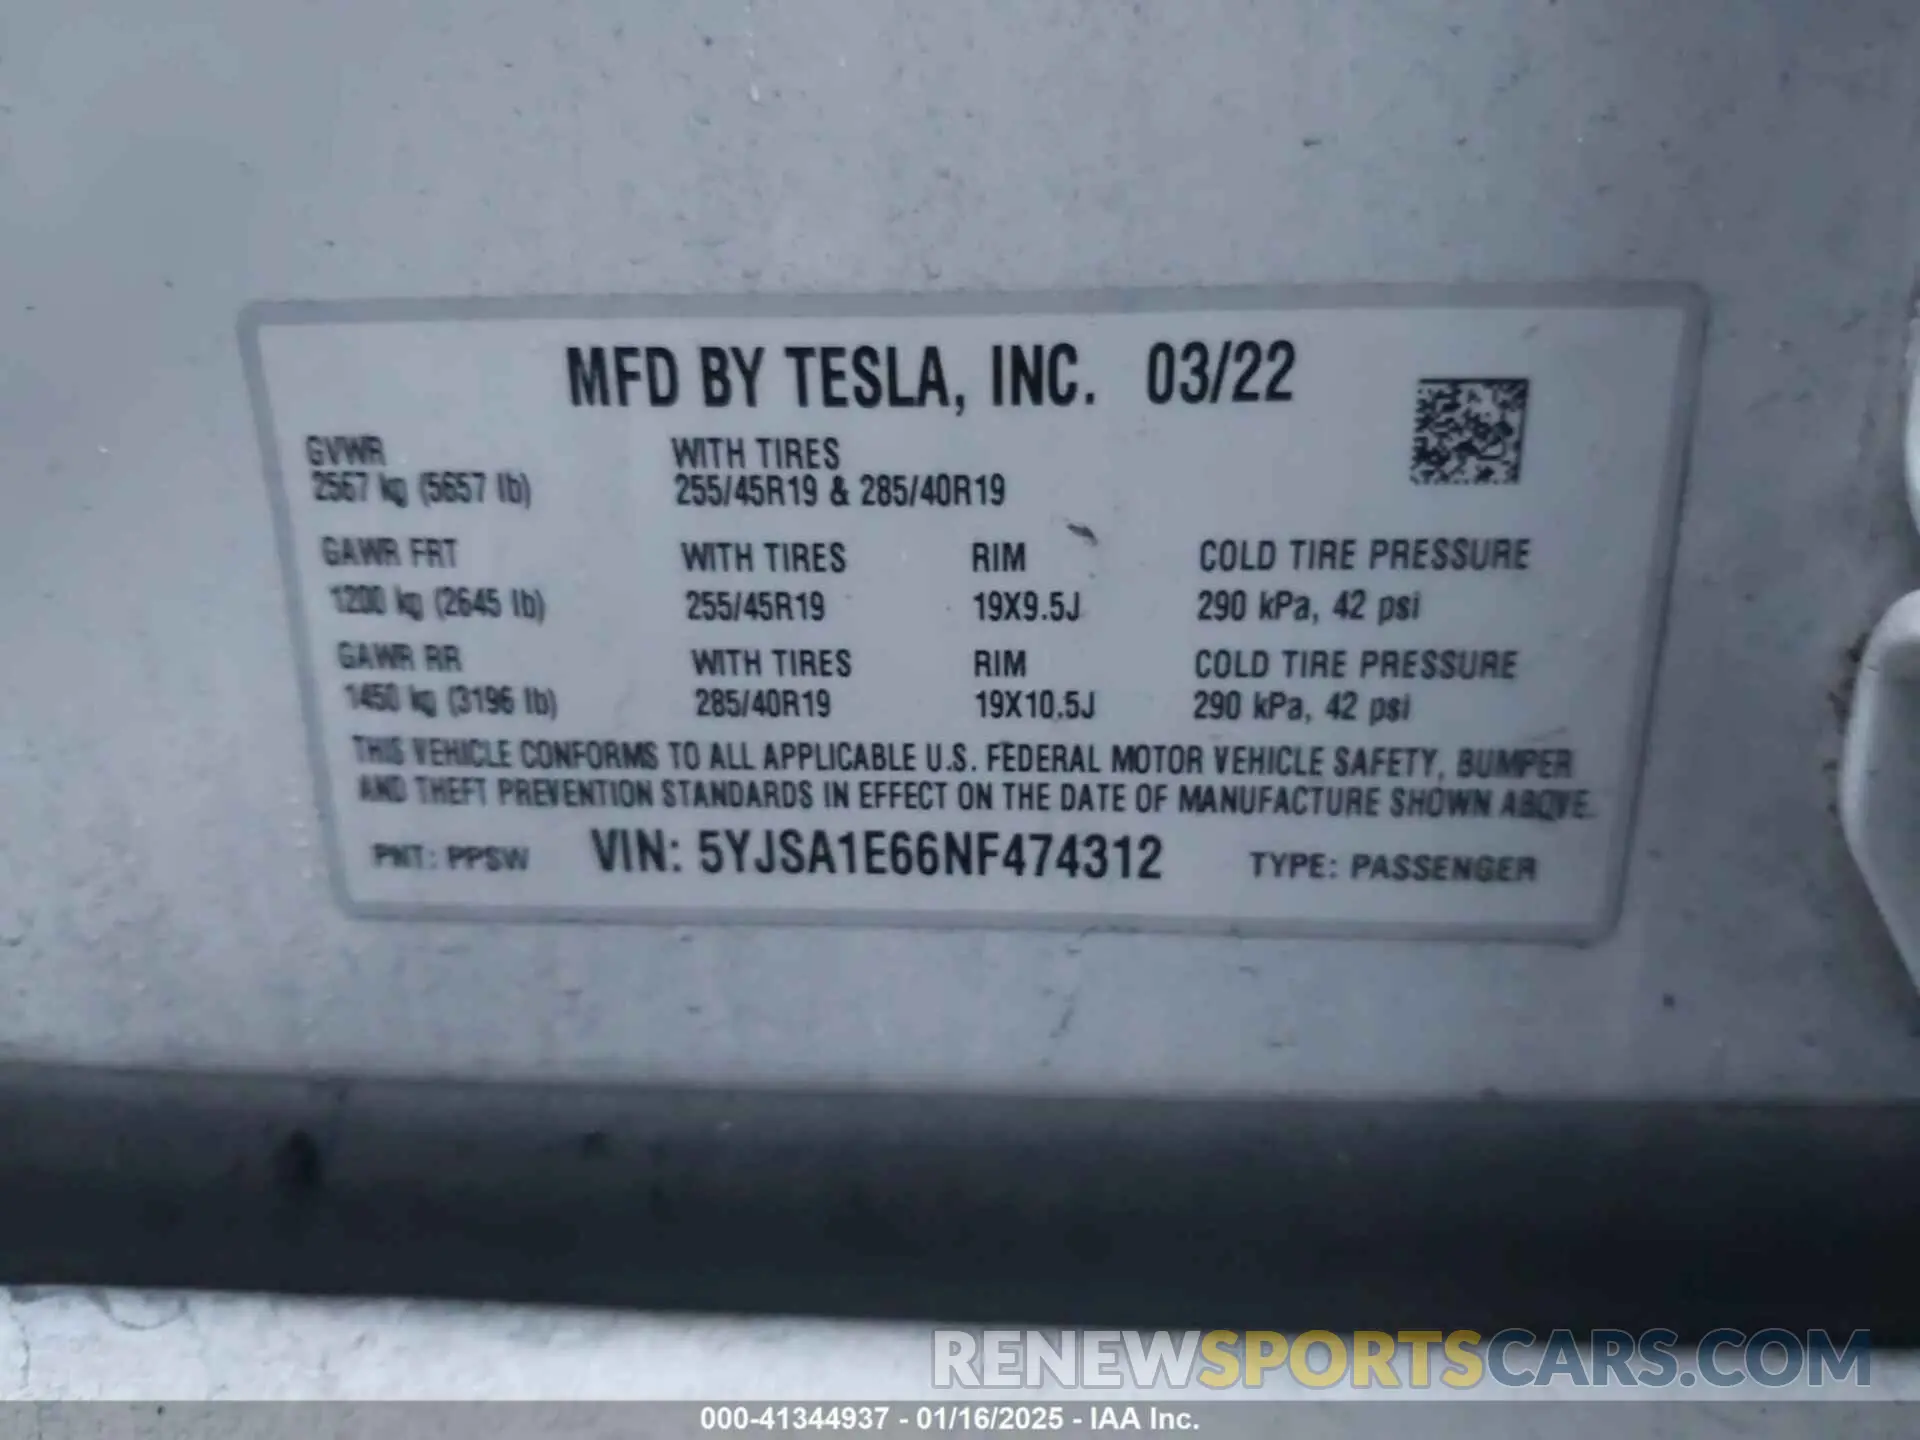 MFD BY TESLA, INC. 03/22
GVWR WITH TIRES
2567 kg (5657 lb) 255/45R19 & 285/40R19
GAWR FRT WITH TIRES RIM COLD TIRE PRESSURE
1200 kg (2645 lb) 255/45R19 19X9.5J 290 kPa, 42 psi
GAWR RR WITH TIRES RIM COLD TIRE PRESSURE
1450 kg (3196 lb) 285/40R19 19X10.5J 290 kPa, 42 psi
THIS VEHICLE CONFORMS TO ALL APPLICABLE U.S. FEDERAL MOTOR VEHICLE SAFETY, BUMPER
AND THEFT PREVENTION STANDARDS IN EFFECT ON THE DATE OF MANUFACTURE SHOWN ABOVE.
PNT: PPSW VIN: 5YJSA1E66NF474312 TYPE: PASSENGER
RENEWSPORTSCARS.COM
000-41344937 - 01/16/2025 - IAA Inc.